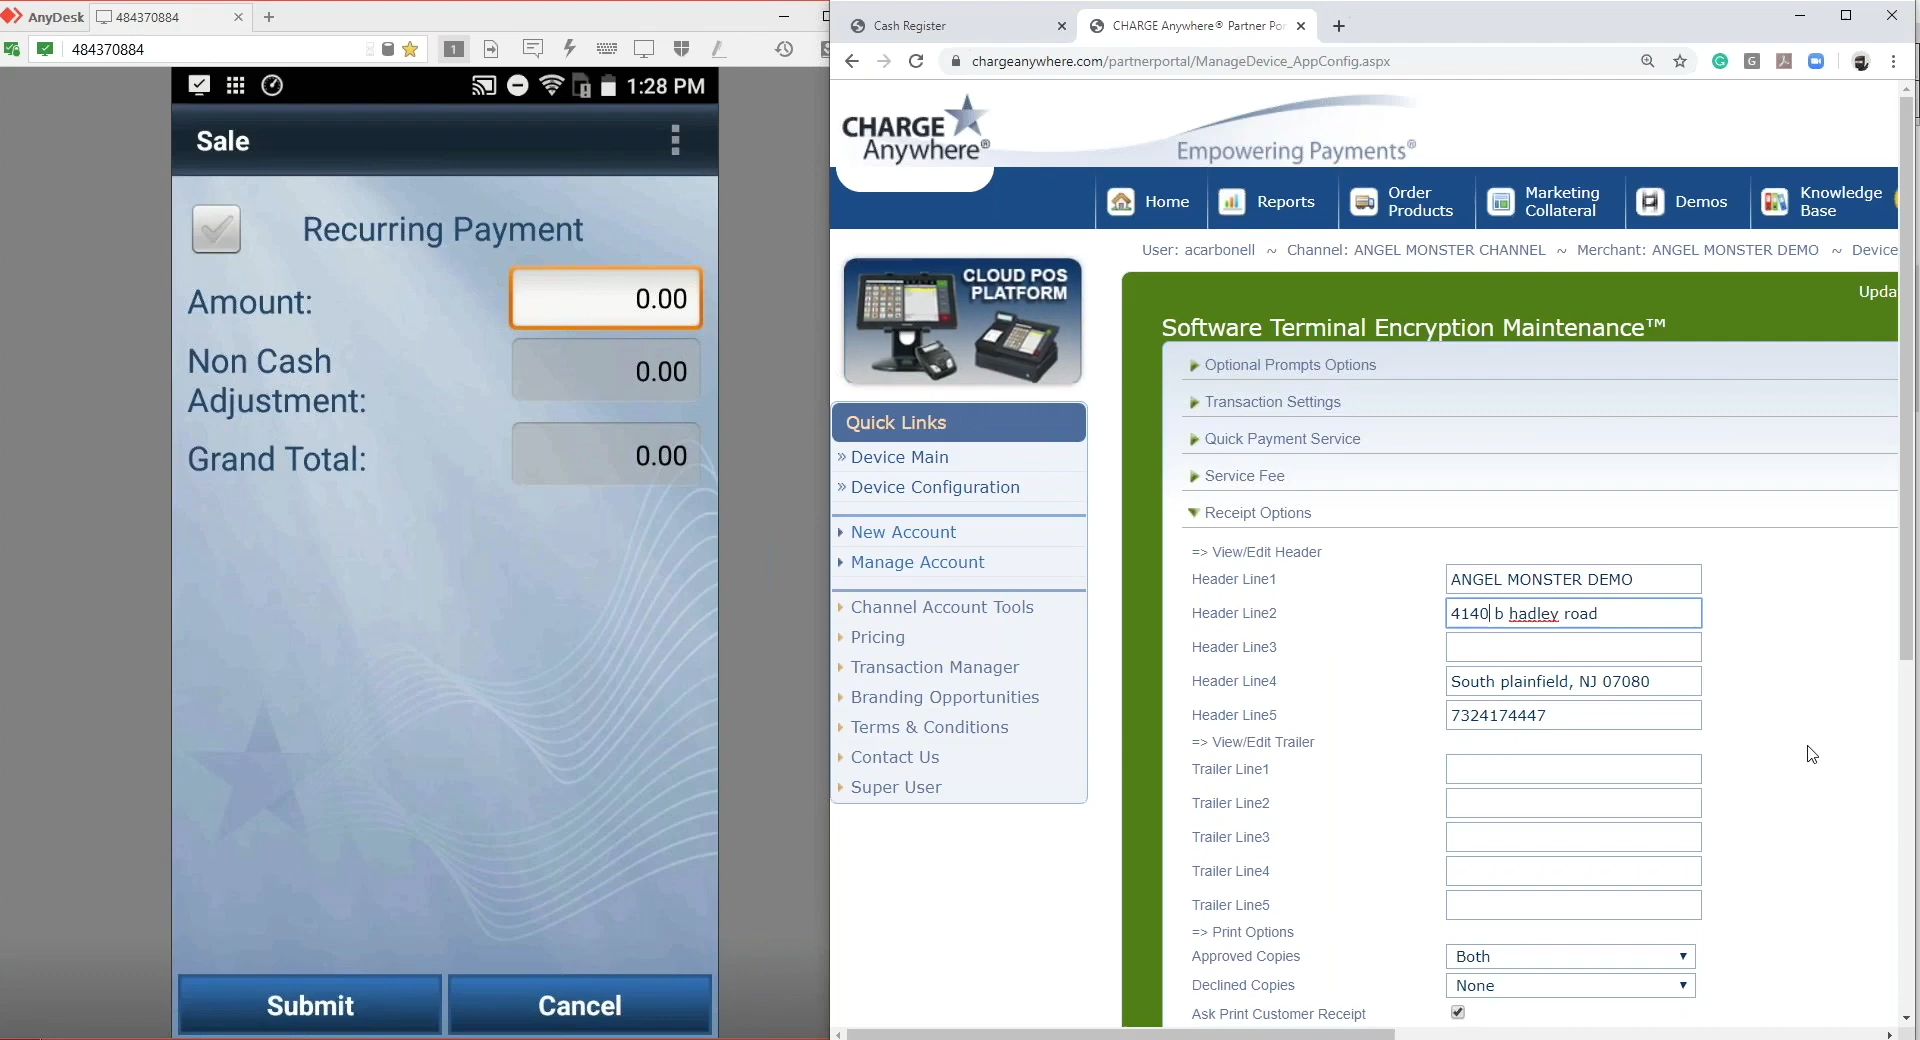 AnyDesk
484370884
484370884
1
1:28 PM
Sale
Recurring Payment
Amount:
0.00
Non Cash
Adjustment:
0.00
Grand Total:
0.00
Submit
Cancel
Cash Register
CHARGE Anywhere® Partner Por
chargeanywhere.com/partnerportal/ManageDevice_AppConfig.aspx
CHARGE
Anywhere®
Empowering Payments®
Home
Reports
Order
Products
Marketing
Collateral
Demos
Knowledge
Base
User: acarbonell ~ Channel: ANGEL MONSTER CHANNEL ~ Merchant: ANGEL MONSTER DEMO ~ Device
CLOUD POS
PLATFORM
Quick Links
» Device Main
» Device Configuration
New Account
Manage Account
Channel Account Tools
Pricing
Transaction Manager
Branding Opportunities
Terms & Conditions
Contact Us
Super User
Upda
Software Terminal Encryption Maintenance™
Optional Prompts Options
Transaction Settings
Quick Payment Service
Service Fee
Receipt Options
=> View/Edit Header
Header Line1 ANGEL MONSTER DEMO
Header Line2 4140 b hadley road
Header Line3
Header Line4 South plainfield, NJ 07080
Header Line5 7324174447
=> View/Edit Trailer
Trailer Line1
Trailer Line2
Trailer Line3
Trailer Line4
Trailer Line5
=> Print Options
Approved Copies Both
Declined Copies None
Ask Print Customer Receipt